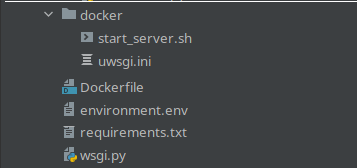 docker
start_server.sh
uwsgi.ini
Dockerfile
environment.env
requirements.txt
wsgi.py